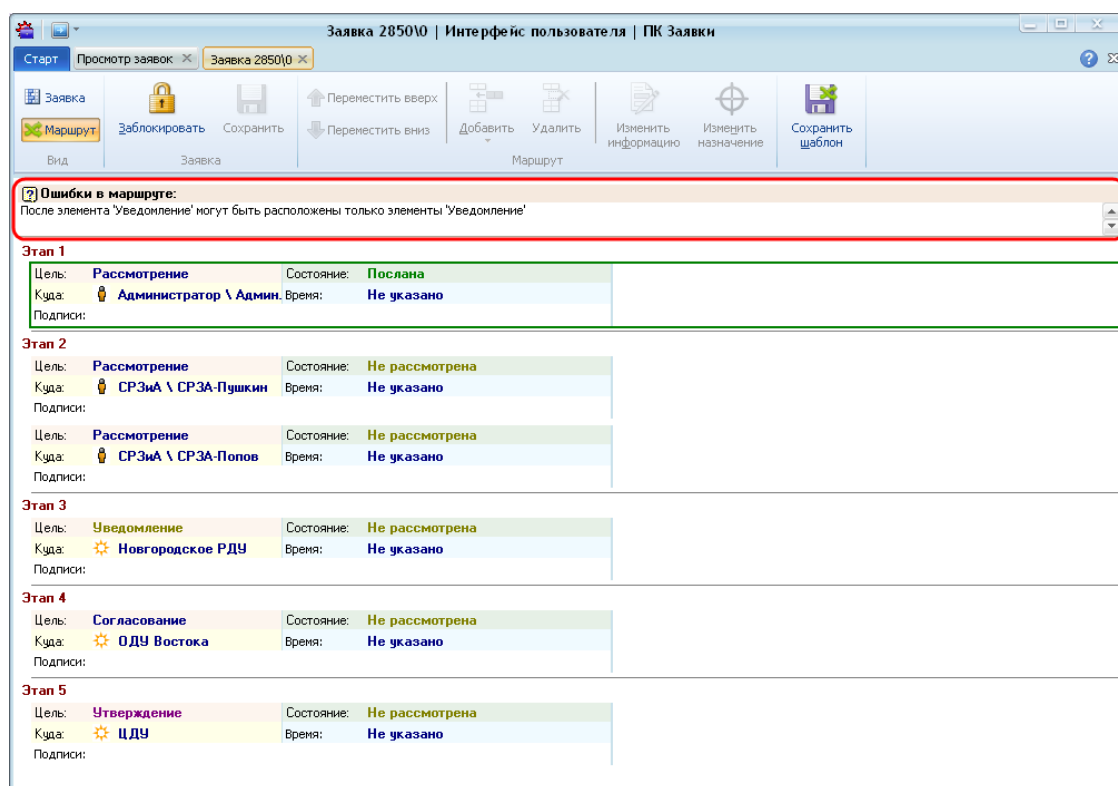 Заявка 2850\0 | Интерфейс пользователя | ПК Заявки
Старт Просмотр заявок Заявка 2850\0
Заявка
Маршрут
Вид
Заблокировать Сохранить
Заявка
Переместить вверх
Переместить вниз
Добавить Удалить
Изменить информацию
Изменить назначение
Маршрут
Сохранить шаблон
Ошибки в маршруте:
После элемента 'Уведомление' могут быть расположены только элементы 'Уведомление'
Этап 1
Цель: Рассмотрение Состояние: Послана
Куда: Администратор \ Админ. Время: Не указано
Подписи:
Этап 2
Цель: Рассмотрение Состояние: Не рассмотрена
Куда: СРЗиА \ СРЗА-Пушкин Время: Не указано
Подписи:
Цель: Рассмотрение Состояние: Не рассмотрена
Куда: СРЗиА \ СРЗА-Попов Время: Не указано
Подписи:
Этап 3
Цель: Уведомление Состояние: Не рассмотрена
Куда: Новгородское РДУ Время: Не указано
Подписи:
Этап 4
Цель: Согласование Состояние: Не рассмотрена
Куда: ОДУ Востока Время: Не указано
Подписи:
Этап 5
Цель: Утверждение Состояние: Не рассмотрена
Куда: ЦДУ Время: Не указано
Подписи: